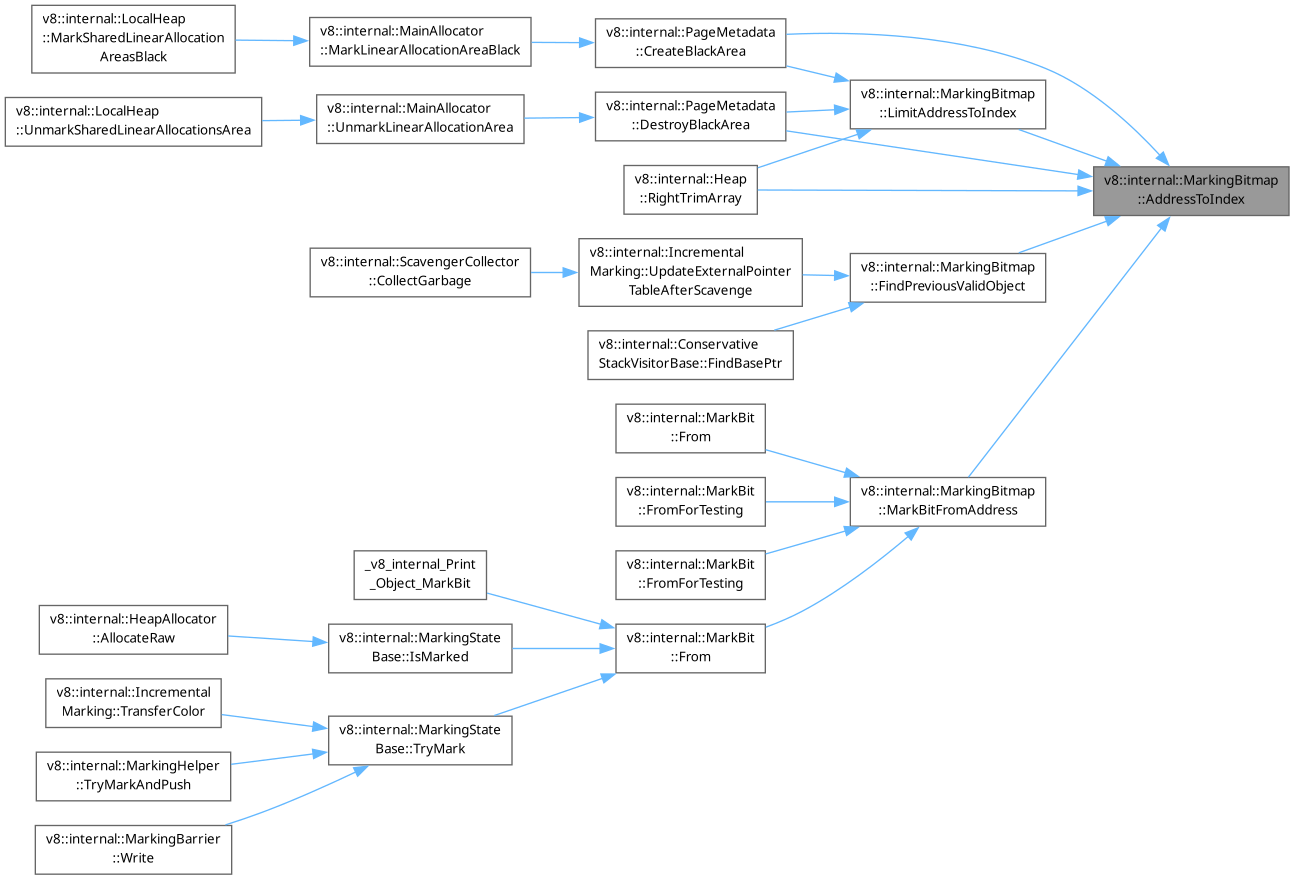 v8::internal::LocalHeap
::MarkSharedLinearAllocation
AreasBlack
v8::internal::MainAllocator
::MarkLinearAllocationAreaBlack
v8::internal::PageMetadata
::CreateBlackArea
v8::internal::MarkingBitmap
::LimitAddressToIndex
v8::internal::LocalHeap
::UnmarkSharedLinearAllocationsArea
v8::internal::MainAllocator
::UnmarkLinearAllocationArea
v8::internal::PageMetadata
::DestroyBlackArea
v8::internal::Heap
::RightTrimArray
v8::internal::MarkingBitmap
::AddressToIndex
v8::internal::ScavengerCollector
::CollectGarbage
v8::internal::Incremental
Marking::UpdateExternalPointer
TableAfterScavenge
v8::internal::MarkingBitmap
::FindPreviousValidObject
v8::internal::Conservative
StackVisitorBase::FindBasePtr
v8::internal::MarkBit
::From
v8::internal::MarkBit
::FromForTesting
v8::internal::MarkingBitmap
::MarkBitFromAddress
v8::internal::MarkBit
::FromForTesting
_v8_internal_Print
_Object_MarkBit
v8::internal::HeapAllocator
::AllocateRaw
v8::internal::MarkingState
Base::IsMarked
v8::internal::MarkBit
::From
v8::internal::Incremental
Marking::TransferColor
v8::internal::MarkingState
Base::TryMark
v8::internal::MarkingHelper
::TryMarkAndPush
v8::internal::MarkingBarrier
::Write